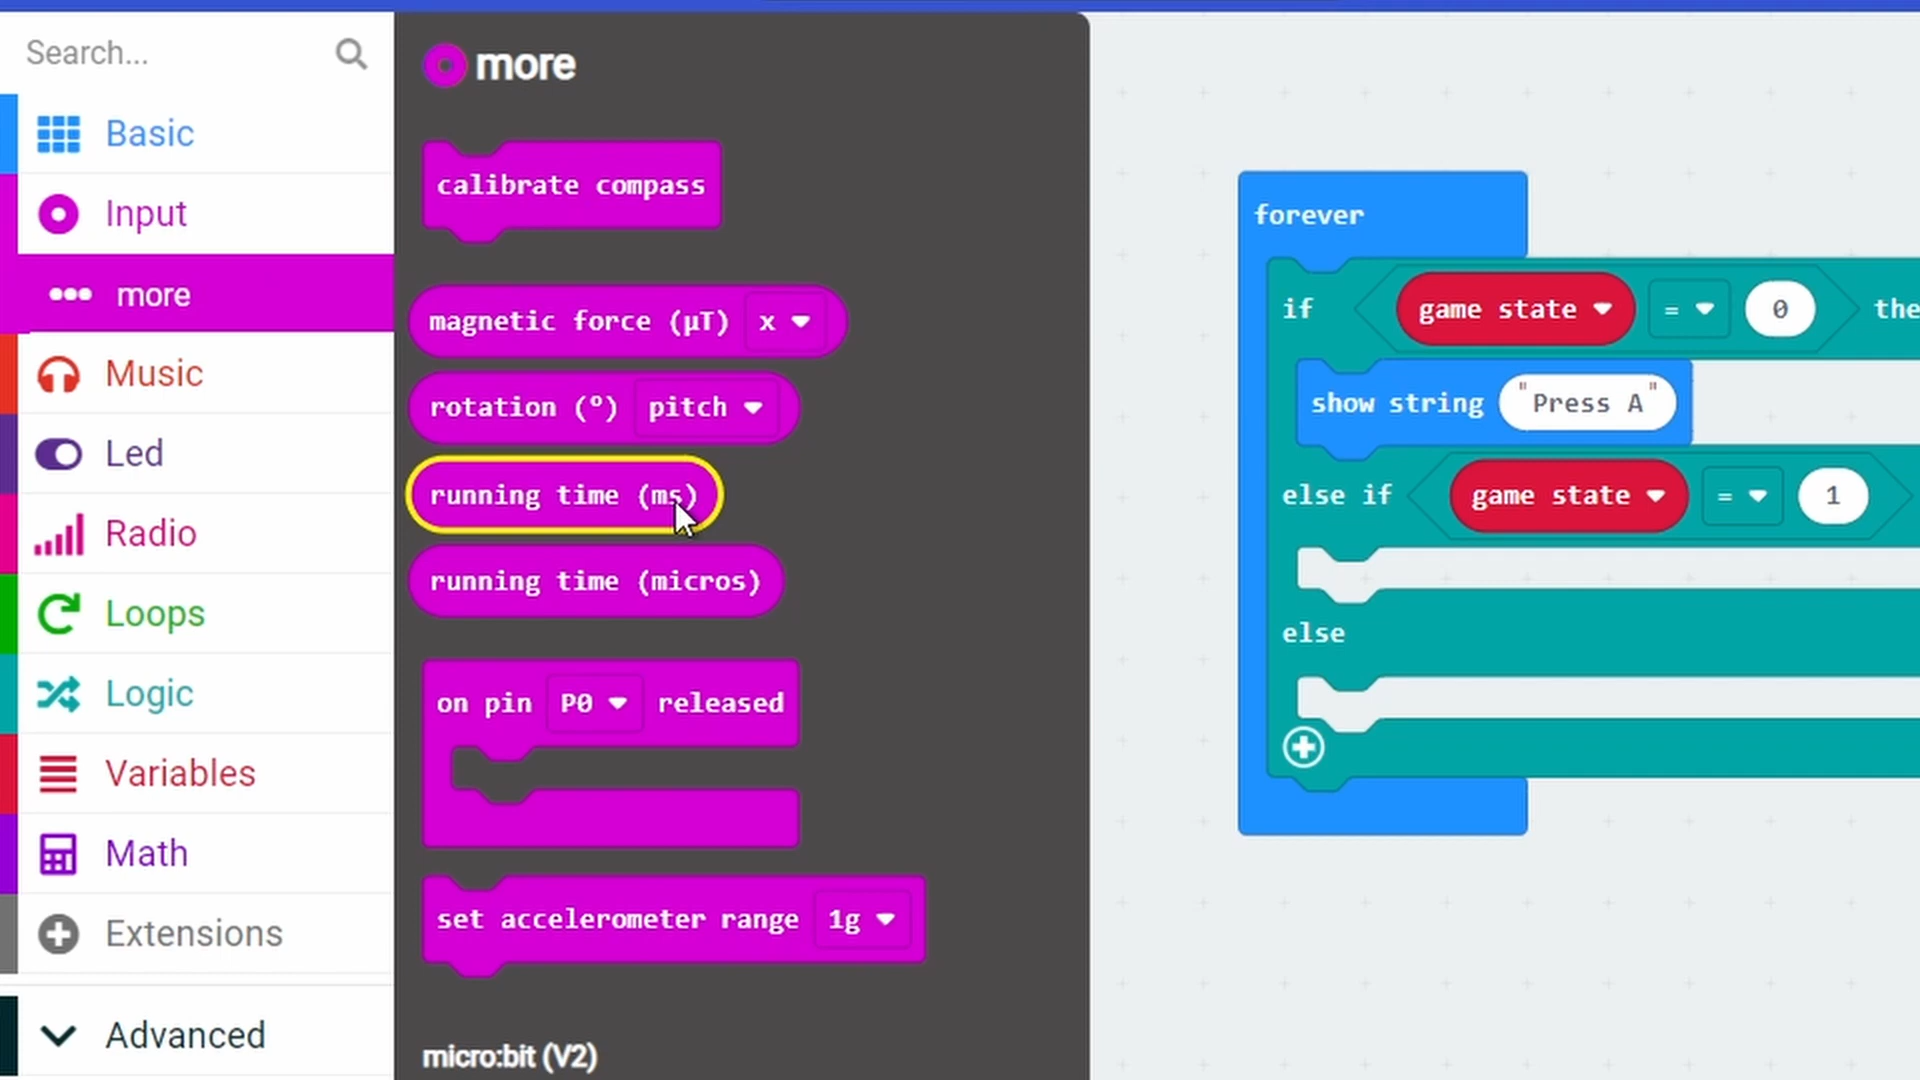 Search...
Basic
Input
more
Music
Led
Radio
Loops
Logic
Variables
Math
Extensions
Advanced
more
calibrate compass
magnetic force (µT) x
rotation (°) pitch
running time (ms)
running time (micros)
on pin P0 released
set accelerometer range 1g
micro:bit (V2)
forever
if game state = 0 the
show string "Press A"
else if game state = 1
else